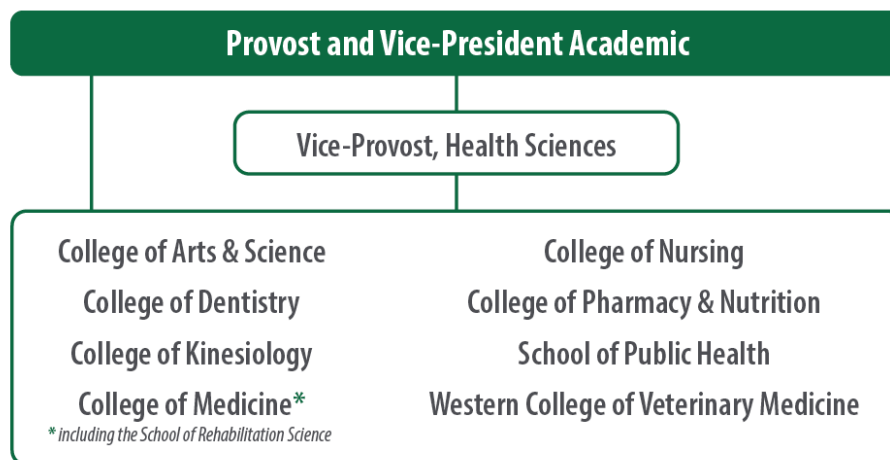 Provost and Vice-President Academic
Vice-Provost, Health Sciences
College of Arts & Science
College of Dentistry
College of Kinesiology
College of Medicine*
* including the School of Rehabilitation Science
College of Nursing
College of Pharmacy & Nutrition
School of Public Health
Western College of Veterinary Medicine